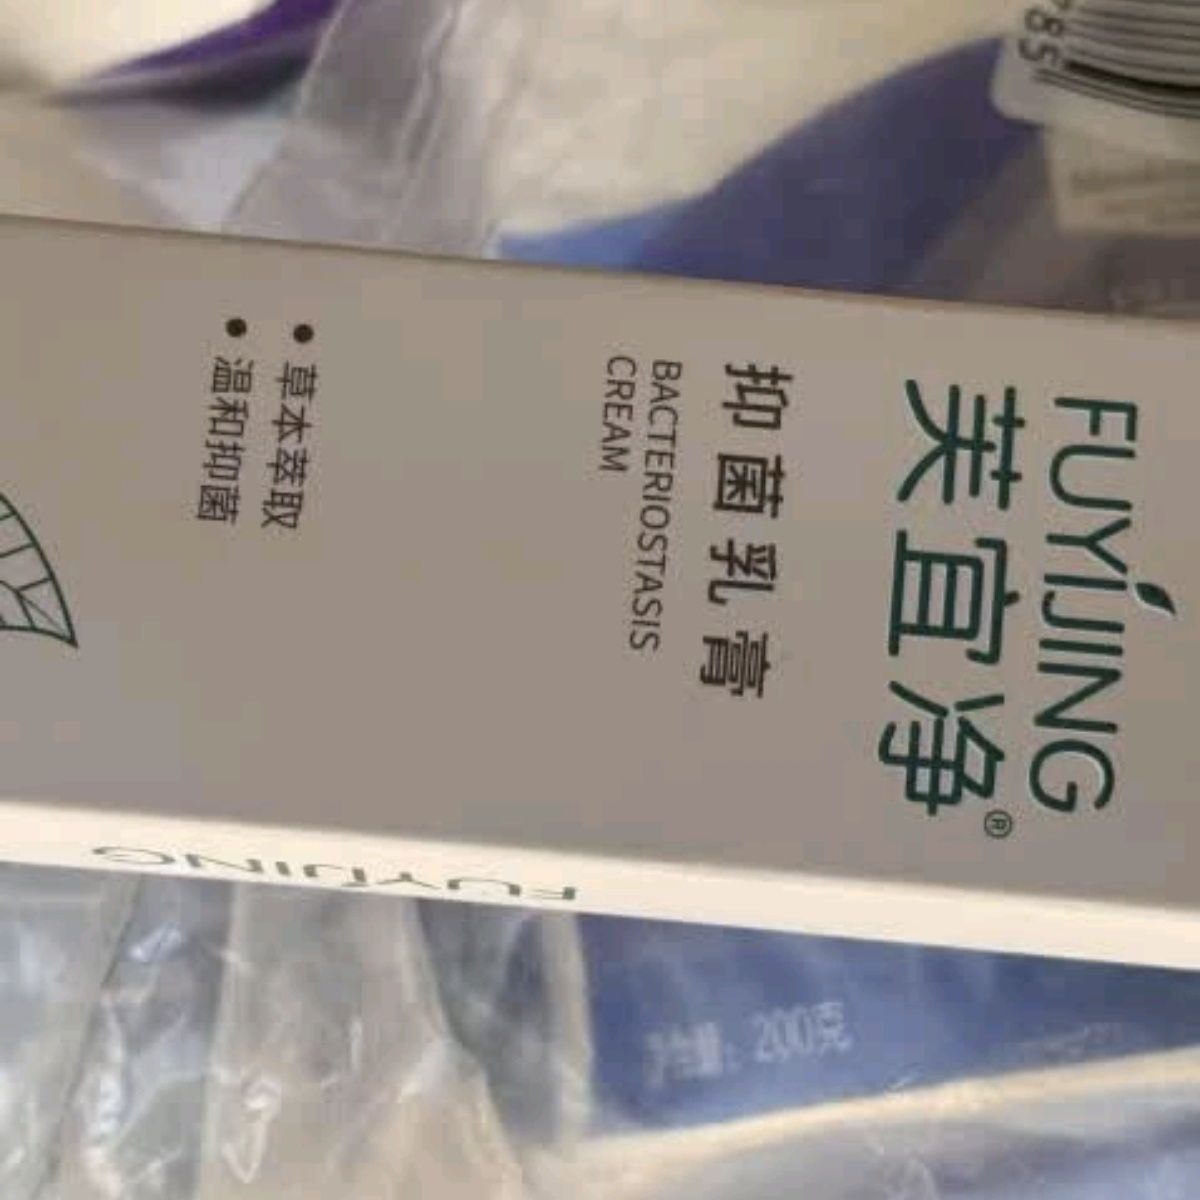 FUYIJING
芙宜净®
抑菌乳膏
BACTERIOSTASIS
CREAM
• 草本萃取
• 温和抑菌
FUYIJING
净含量：200克
785